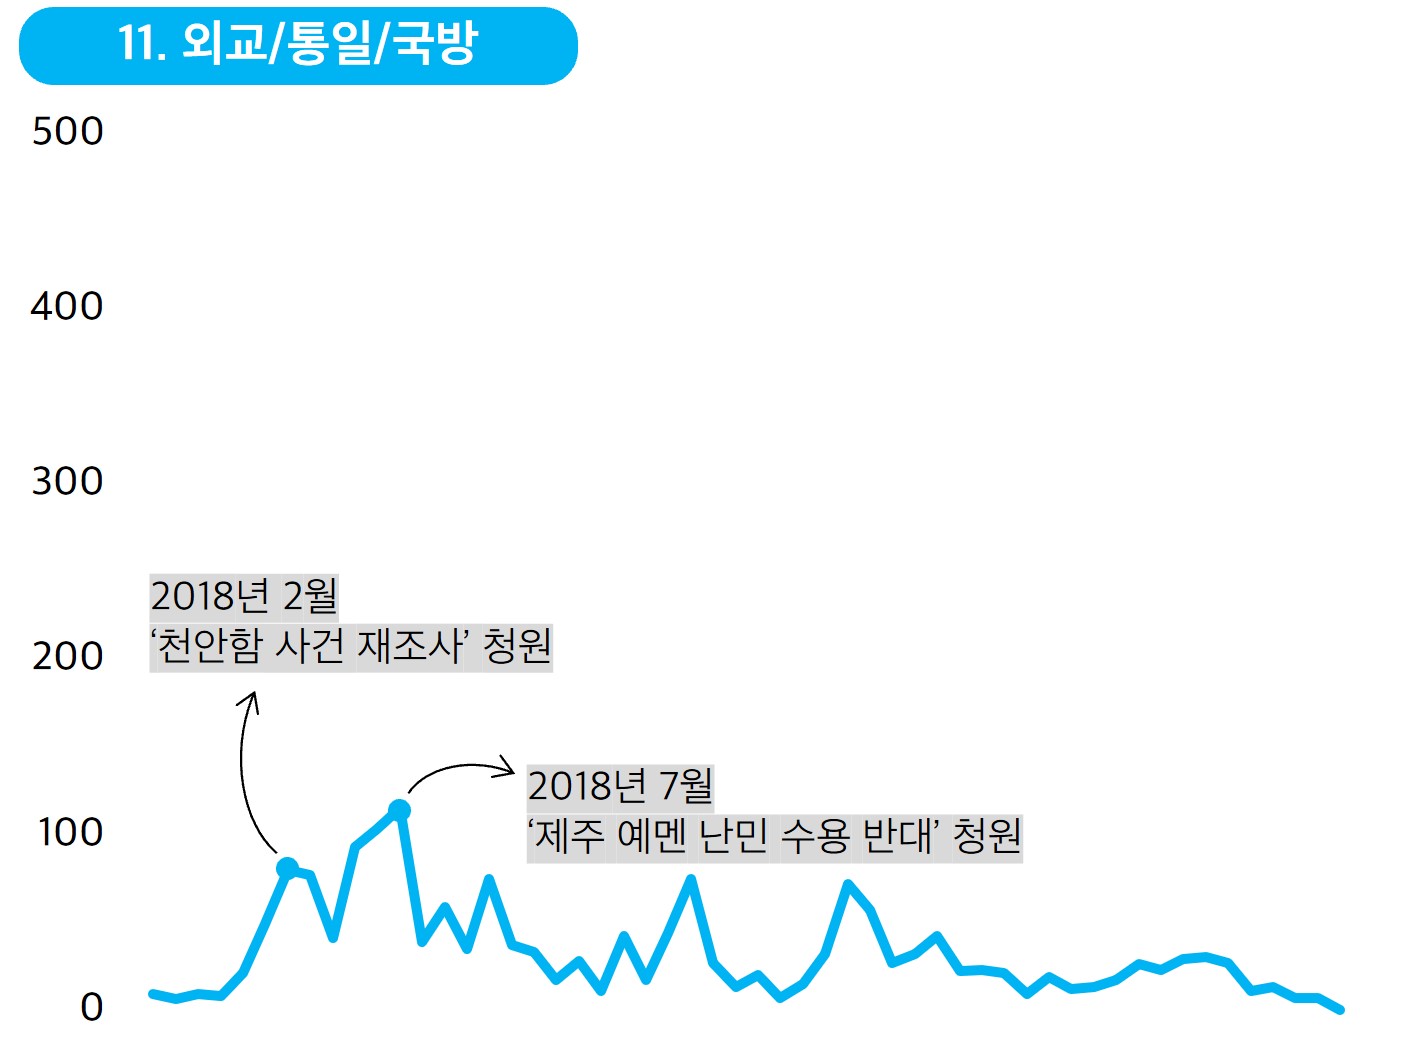 11. 외교/통일/국방
500
400
300
200
100
0
2018년 2월
‘천안함 사건 재조사’ 청원
2018년 7월
‘제주 예멘 난민 수용 반대’ 청원